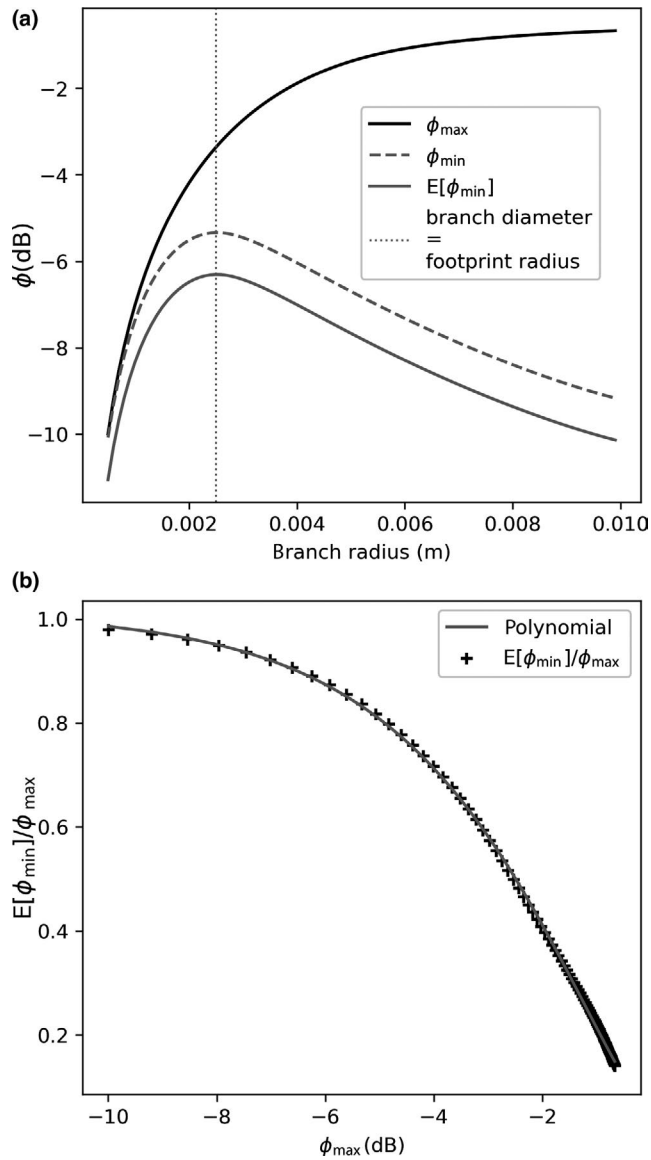 (a)
−2
−4
−6
−8
−10
ϕ(dB)
ϕmax
ϕmin
E[ϕmin]
branch diameter
=
footprint radius
0.002
0.004
0.006
0.008
0.010
Branch radius (m)
(b)
1.0
0.8
0.6
0.4
0.2
E[ϕmin]/ϕmax
Polynomial
E[ϕmin]/ϕmax
−10
−8
−6
−4
−2
ϕmax(dB)